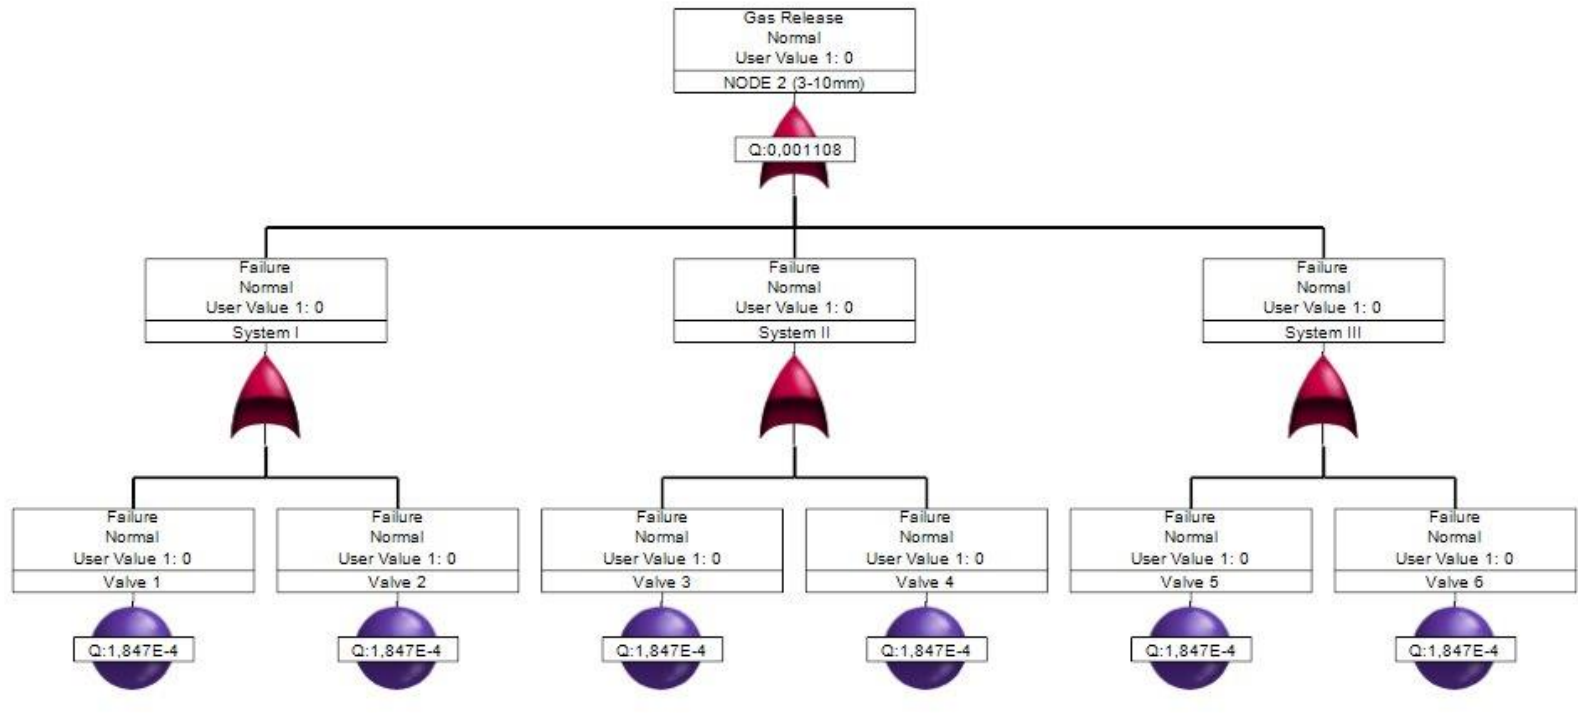 Gas Release
Normal
User Value 1: 0
NODE 2 (3-10mm)
Q:0,001108
Failure
Normal
User Value 1: 0
System I
Failure
Normal
User Value 1: 0
System II
Failure
Normal
User Value 1: 0
System III
Failure
Normal
User Value 1: 0
Valve 1
Q:1,847E-4
Failure
Normal
User Value 1: 0
Valve 2
Q:1,847E-4
Failure
Normal
User Value 1: 0
Valve 3
Q:1,847E-4
Failure
Normal
User Value 1: 0
Valve 4
Q:1,847E-4
Failure
Normal
User Value 1: 0
Valve 5
Q:1,847E-4
Failure
Normal
User Value 1: 0
Valve 6
Q:1,847E-4